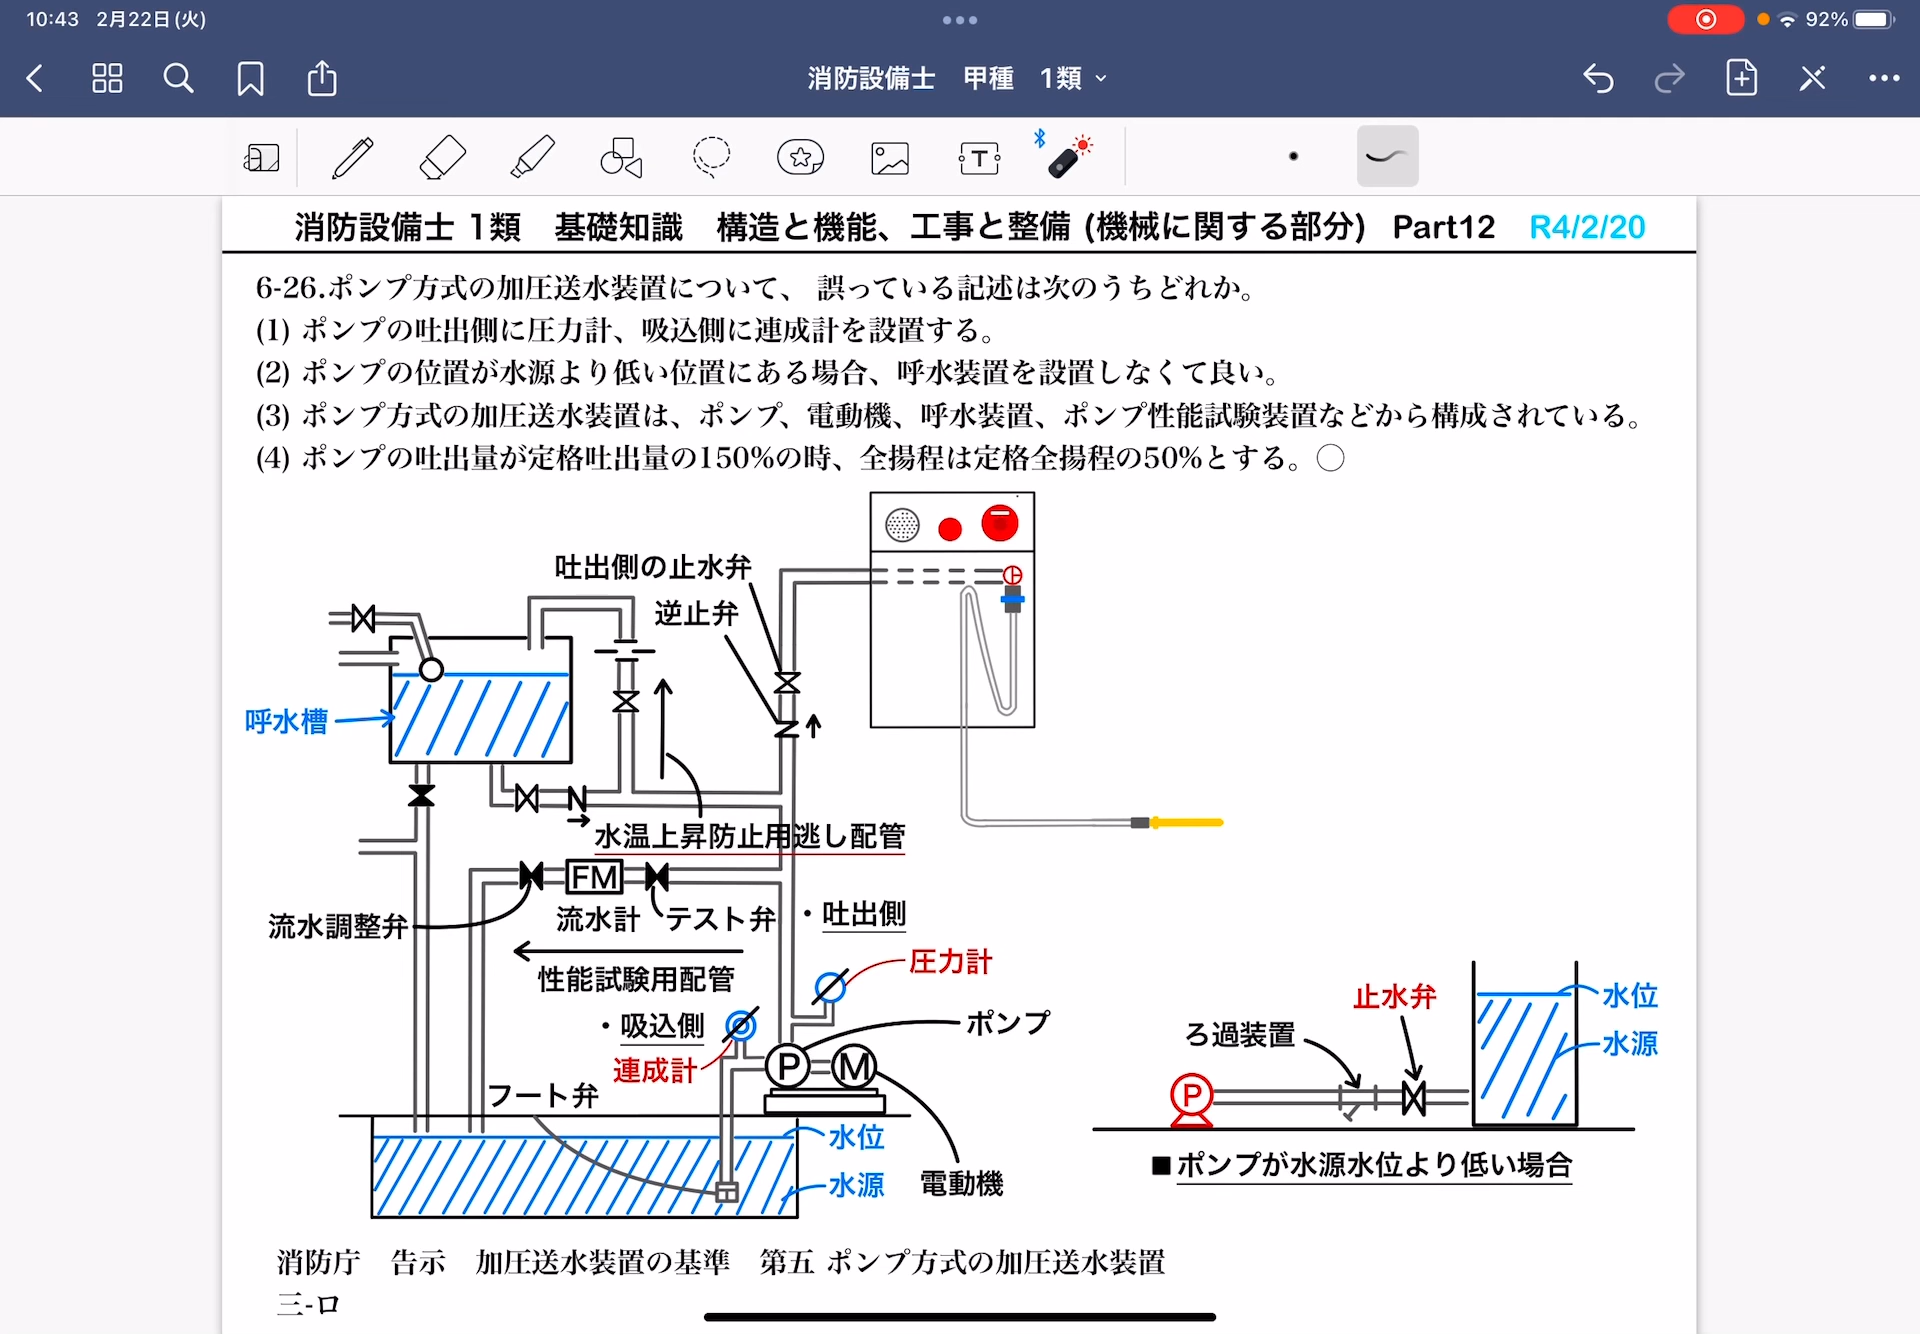 10:43 2月22日(火)
92%
消防設備士 甲種 1類
T
消防設備士 1類 基礎知識 構造と機能、工事と整備 (機械に関する部分) Part12 R4/2/20
6-26.ポンプ方式の加圧送水装置について、 誤っている記述は次のうちどれか。
(1) ポンプの吐出側に圧力計、吸込側に連成計を設置する。
(2) ポンプの位置が水源より低い位置にある場合、呼水装置を設置しなくて良い。
(3) ポンプ方式の加圧送水装置は、ポンプ、電動機、呼水装置、ポンプ性能試験装置などから構成されている。
(4) ポンプの吐出量が定格吐出量の150%の時、全揚程は定格全揚程の50%とする。○
吐出側の止水弁
逆止弁
呼水槽
水温上昇防止用逃し配管
FM
流水調整弁
流水計
テスト弁
・吐出側
性能試験用配管
圧力計
・吸込側
連成計
ポンプ
P
M
フート弁
水位
水源
電動機
止水弁
ろ過装置
P
水位
水源
■ポンプが水源水位より低い場合
消防庁 告示 加圧送水装置の基準 第五 ポンプ方式の加圧送水装置
三-ロ